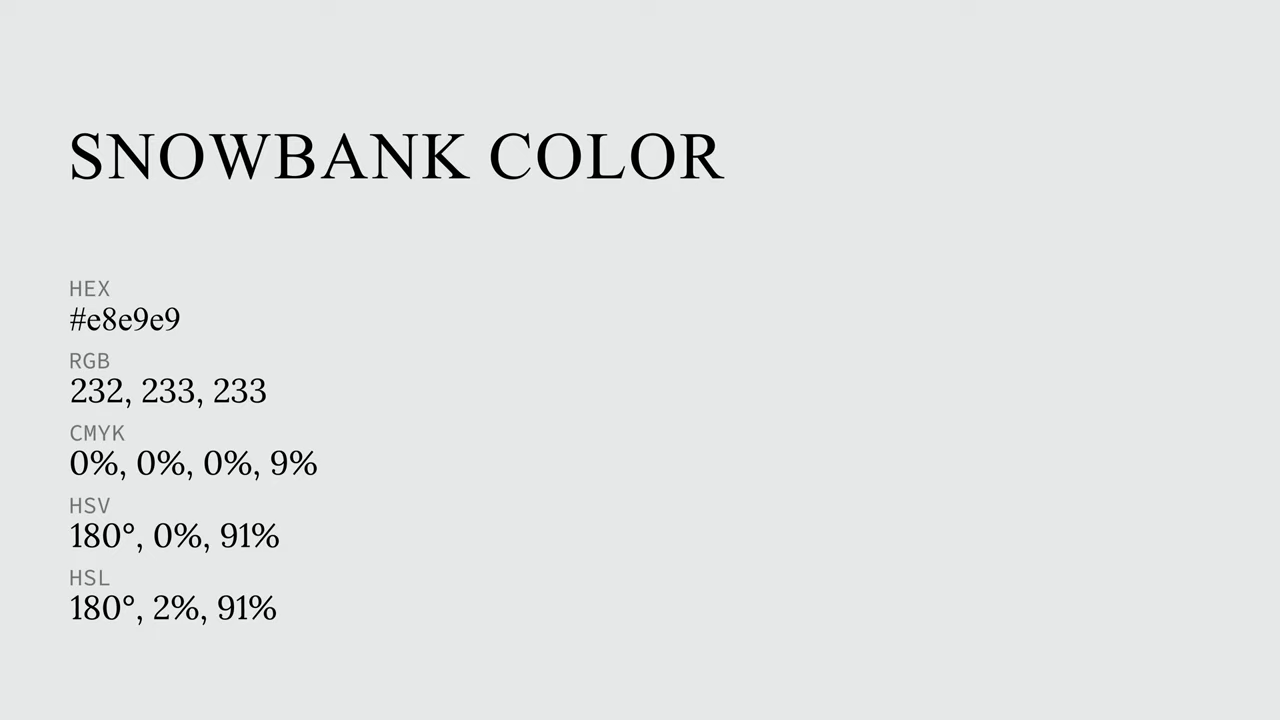 SNOWBANK COLOR
HEX
#e8e9e9
RGB
232, 233, 233
CMYK
0%, 0%, 0%, 9%
HSV
180°, 0%, 91%
HSL
180°, 2%, 91%